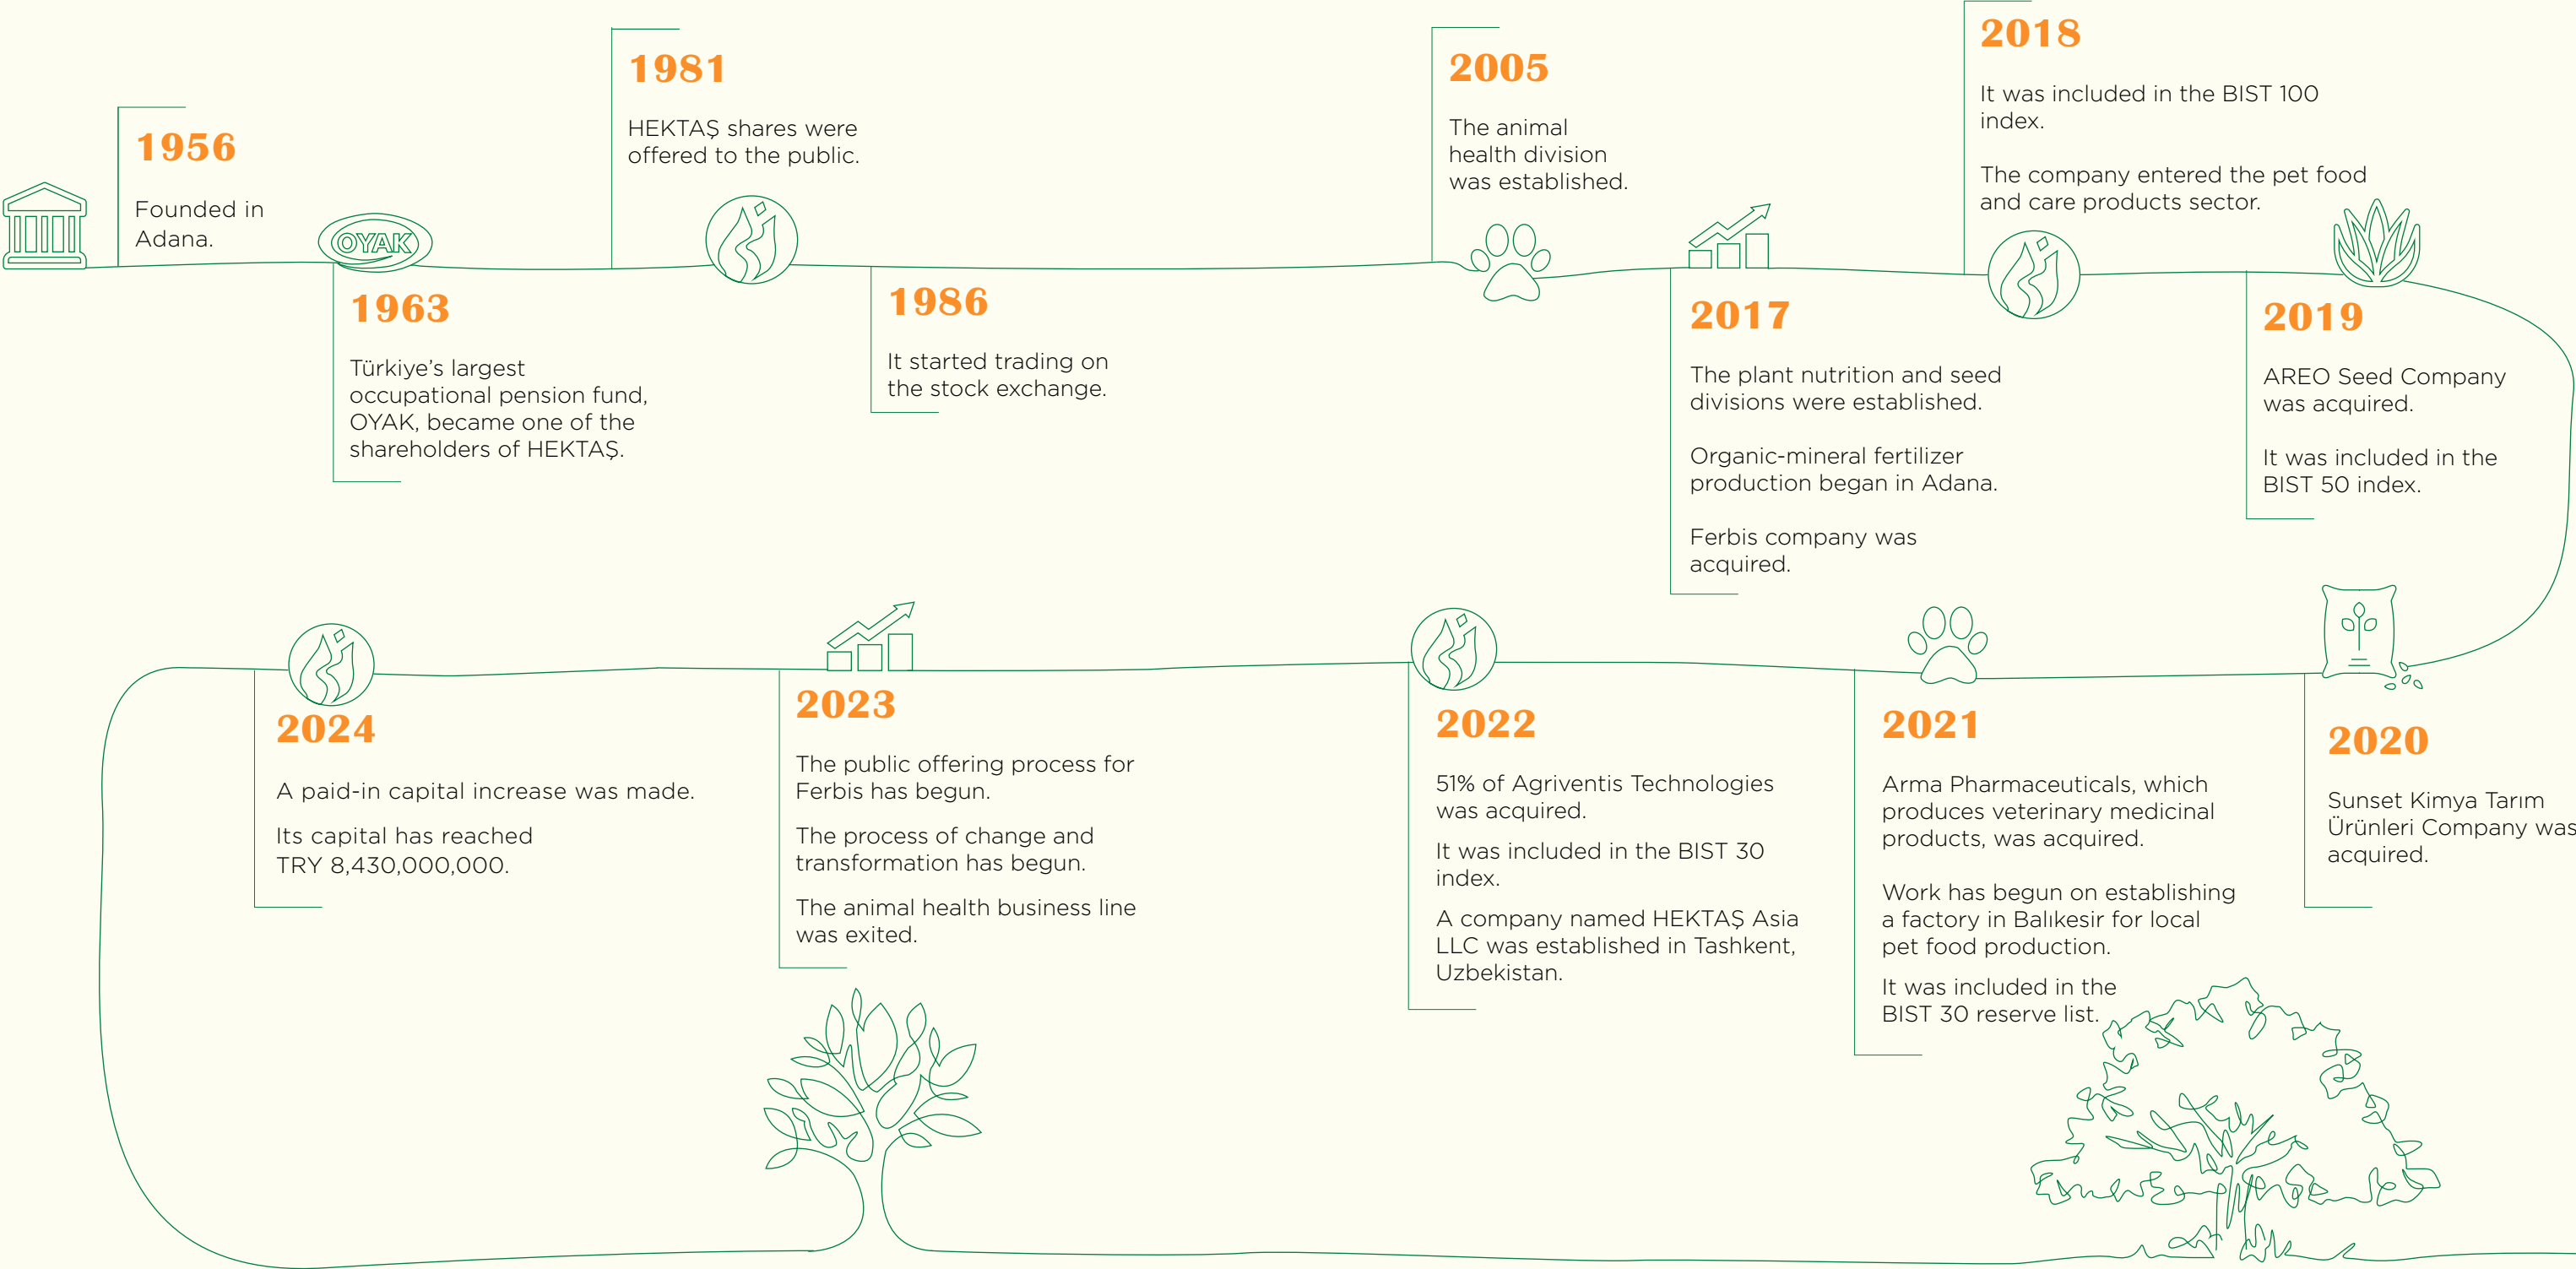 1956
Founded in
Adana.
OYAK
1963
Türkiye’s largest
occupational pension fund,
OYAK, became one of the
shareholders of HEKTAŞ.
1981
HEKTAŞ shares were
offered to the public.
1986
It started trading on
the stock exchange.
2005
The animal
health division
was established.
2017
The plant nutrition and seed
divisions were established.
Organic-mineral fertilizer
production began in Adana.
Ferbis company was
acquired.
2018
It was included in the BIST 100
index.
The company entered the pet food
and care products sector.
2019
AREO Seed Company
was acquired.
It was included in the
BIST 50 index.
2020
Sunset Kimya Tarım
Ürünleri Company was
acquired.
2021
Arma Pharmaceuticals, which
produces veterinary medicinal
products, was acquired.
Work has begun on establishing
a factory in Balıkesir for local
pet food production.
It was included in the
BIST 30 reserve list.
2022
51% of Agriventis Technologies
was acquired.
It was included in the BIST 30
index.
A company named HEKTAŞ Asia
LLC was established in Tashkent,
Uzbekistan.
2023
The public offering process for
Ferbis has begun.
The process of change and
transformation has begun.
The animal health business line
was exited.
2024
A paid-in capital increase was made.
Its capital has reached
TRY 8,430,000,000.